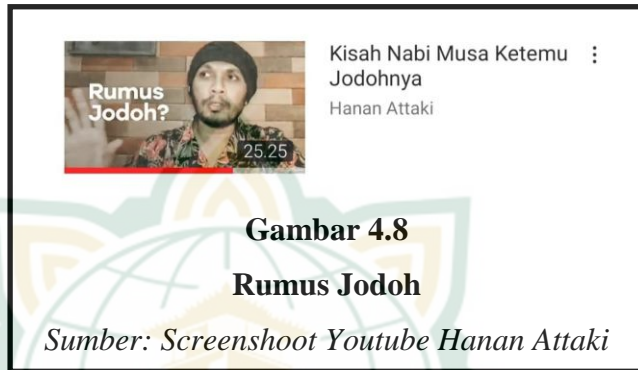 Rumus
Jodoh?
25.25
Kisah Nabi Musa Ketemu
Jodohnya
Hanan Attaki
Gambar 4.8
Rumus Jodoh
Sumber: Screenshoot Youtube Hanan Attaki